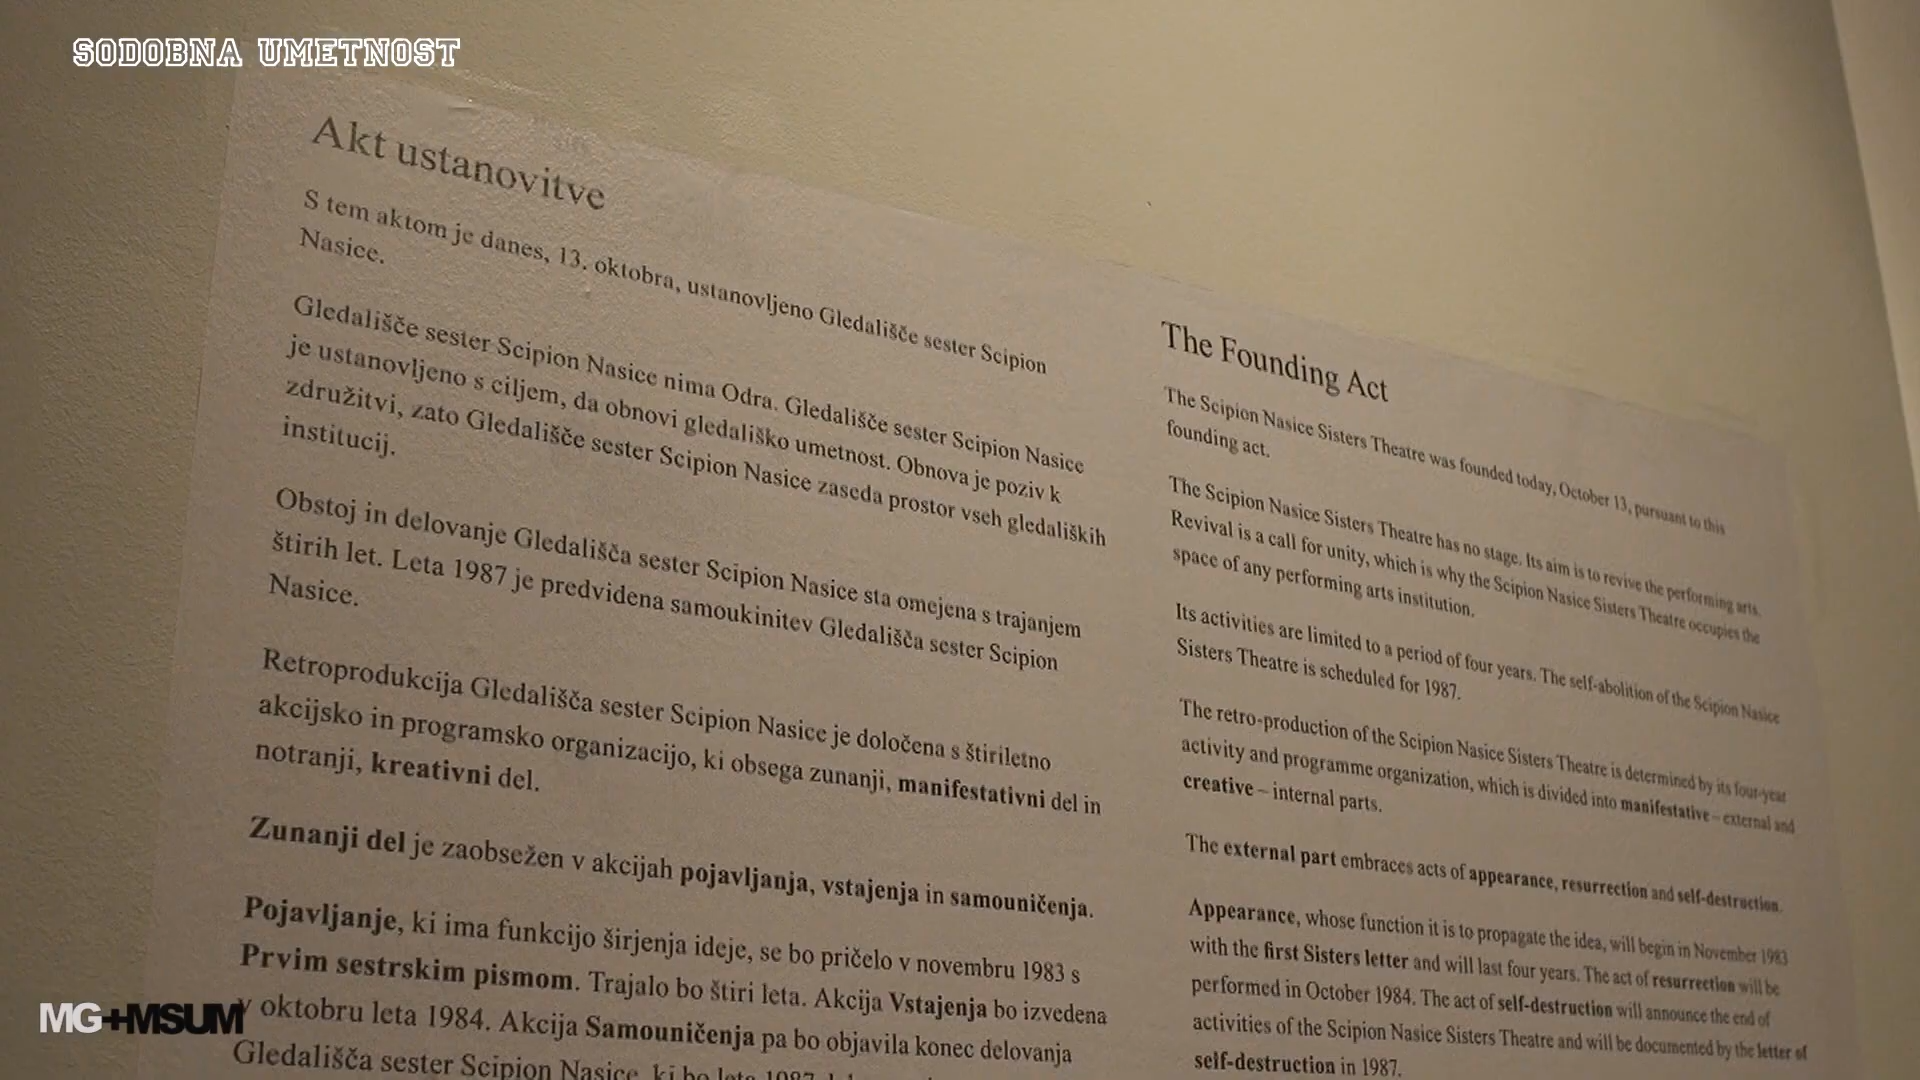 SODOBNA UMETNOST
Akt ustanovitve
S tem aktom je danes, 13. oktobra, ustanovljeno Gledališče sester Scipion
Nasice.
Gledališče sester Scipion Nasice nima Odra. Gledališče sester Scipion Nasice
je ustanovljeno s ciljem, da obnovi gledališko umetnost. Obnova je poziv k
združitvi, zato Gledališče sester Scipion Nasice zaseda prostor vseh gledaliških
institucij.
Obstoj in delovanje Gledališča sester Scipion Nasice sta omejena s trajanjem
štirih let. Leta 1987 je predvidena samoukinitev Gledališča sester Scipion
Nasice.
Retroprodukcija Gledališča sester Scipion Nasice je določena s štiriletno
akcijsko in programsko organizacijo, ki obsega zunanji, manifestativni del in
notranji, kreativni del.
Zunanji del je zaobsežen v akcijah pojavljanja, vstajenja in samouničenja.
Pojavljanje, ki ima funkcijo širjenja ideje, se bo pričelo v novembru 1983 s
Prvim sestrskim pismom. Trajalo bo štiri leta. Akcija Vstajenja bo izvedena
v oktobru leta 1984. Akcija Samouničenja pa bo objavila konec delovanja
Gledališča sester Scipion Nasice, ki bo leta 1987
The Founding Act
The Scipion Nasice Sisters Theatre was founded today, October 13, pursuant to this
founding act.
The Scipion Nasice Sisters Theatre has no stage. Its aim is to revive the performing arts.
Revival is a call for unity, which is why the Scipion Nasice Sisters Theatre occupies the
space of any performing arts institution.
Its activities are limited to a period of four years. The self-abolition of the Scipion Nasice
Sisters Theatre is scheduled for 1987.
The retro-production of the Scipion Nasice Sisters Theatre is determined by its four-year
activity and programme organization, which is divided into manifestative – external and
creative – internal parts.
The external part embraces acts of appearance, resurrection and self-destruction.
Appearance, whose function it is to propagate the idea, will begin in November 1983
with the first Sisters letter and will last four years. The act of resurrection will be
performed in October 1984. The act of self-destruction will announce the end of
activities of the Scipion Nasice Sisters Theatre and will be documented by the letter of
self-destruction in 1987.
MG+MSUM